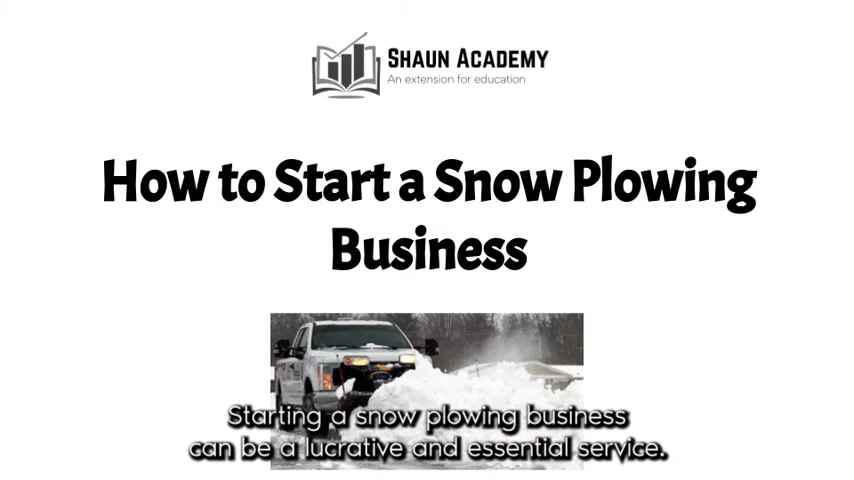 SHAUN ACADEMY
An extension for education
How to Start a Snow Plowing
Business
Starting a snow plowing business
can be a lucrative and essential service.